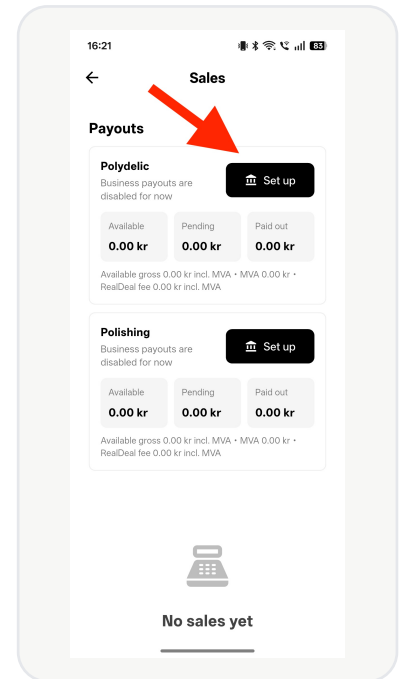 16:21
83
Sales
Payouts
Polydelic
Business payouts are
disabled for now
Set up
Available
Pending
Paid out
0.00 kr
0.00 kr
0.00 kr
Available gross 0.00 kr incl. MVA • MVA 0.00 kr •
RealDeal fee 0.00 kr incl. MVA
Polishing
Business payouts are
disabled for now
Set up
Available
Pending
Paid out
0.00 kr
0.00 kr
0.00 kr
Available gross 0.00 kr incl. MVA • MVA 0.00 kr •
RealDeal fee 0.00 kr incl. MVA
No sales yet